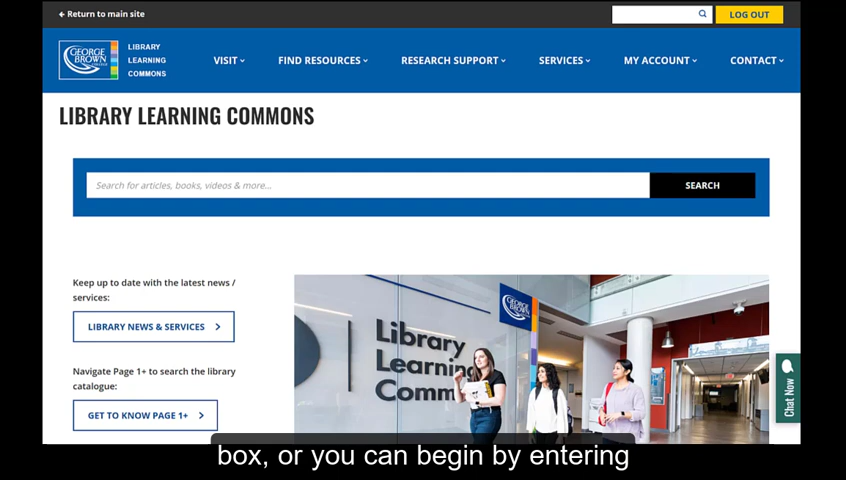 Return to main site
LOG OUT
GEORGE BROWN COLLEGE
LIBRARY LEARNING COMMONS
VISIT FIND RESOURCES RESEARCH SUPPORT SERVICES MY ACCOUNT CONTACT
LIBRARY LEARNING COMMONS
Search for articles, books, videos & more...
SEARCH
Keep up to date with the latest news /
services:
LIBRARY NEWS & SERVICES
Navigate Page 1+ to search the library
catalogue:
GET TO KNOW PAGE 1+
GEORGE BROWN
Library
Learning
Comm
Chat Now
box, or you can begin by entering